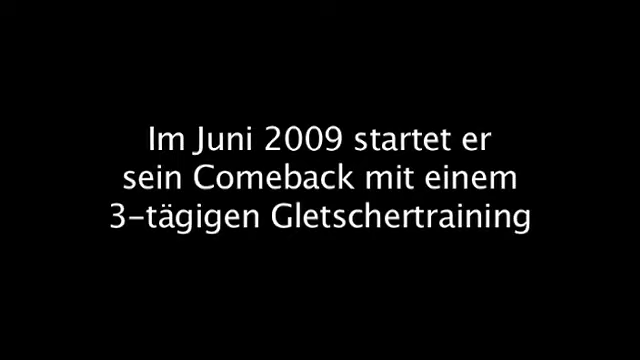 Im Juni 2009 startet er
sein Comeback mit einem
3-tägigen Gletschertraining